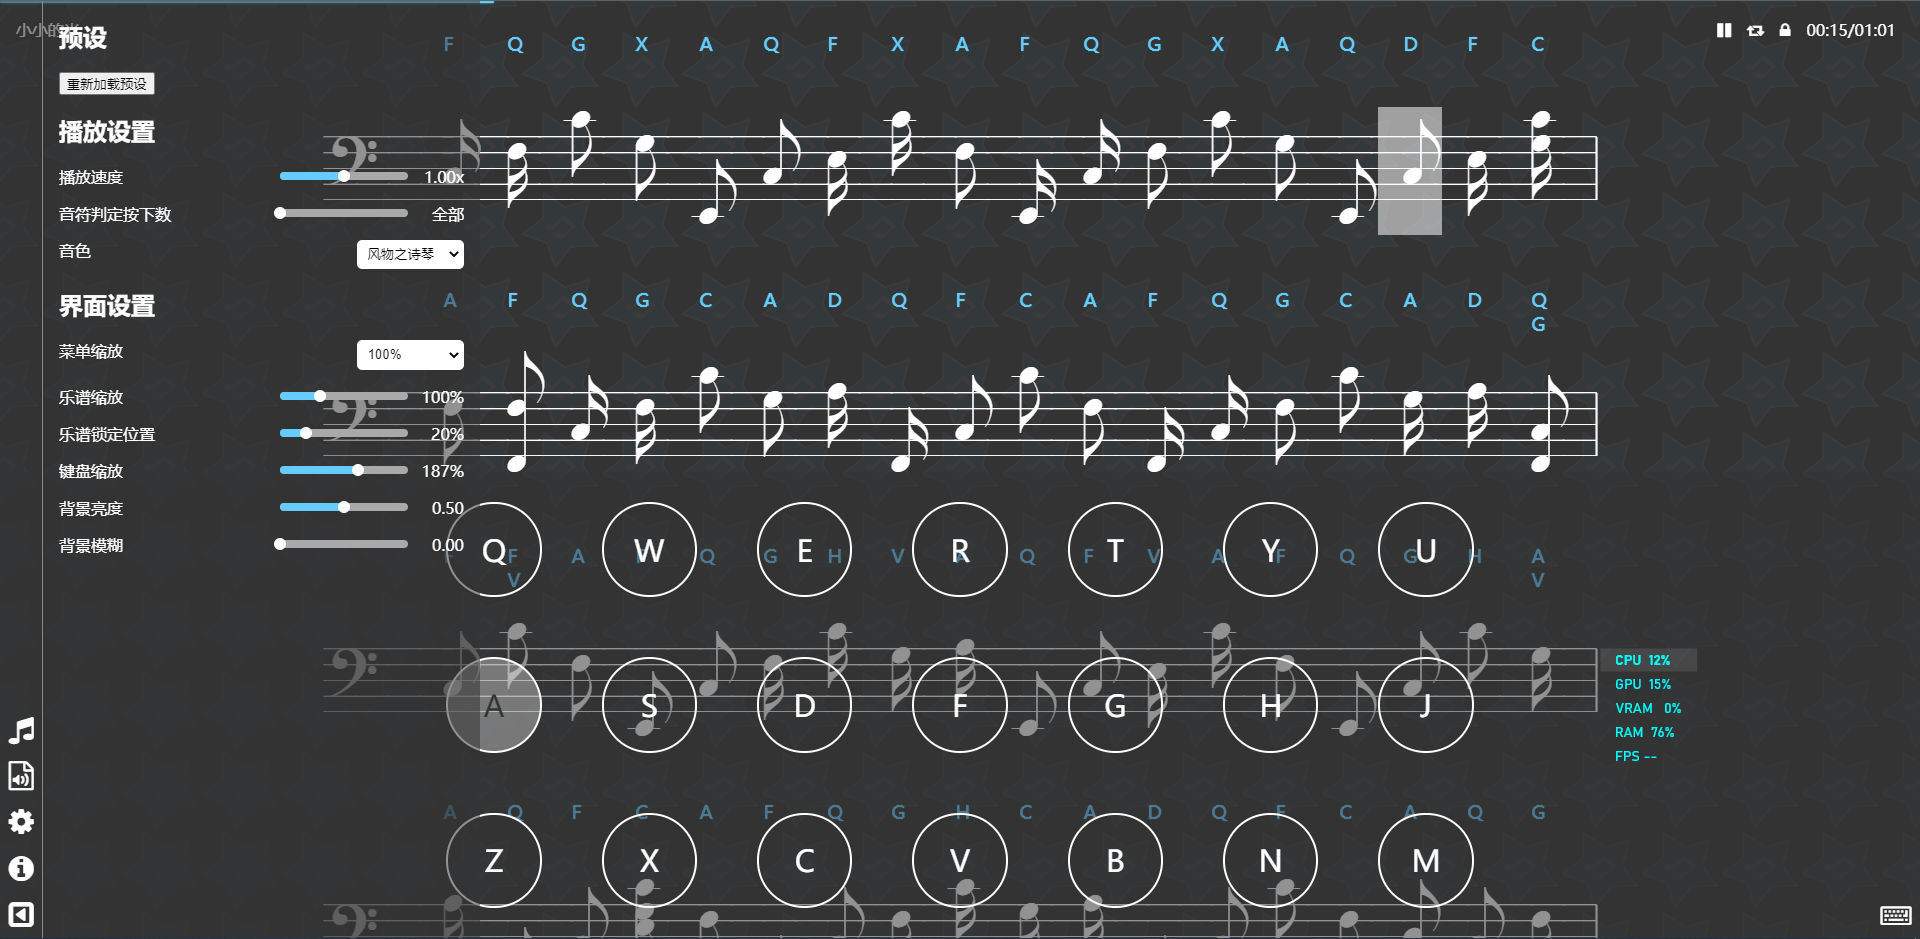 小小的
预设
重新加载预设
播放设置
播放速度 1.00x
音符判定按下数 全部
音色 风物之诗琴
界面设置
菜单缩放 100%
乐谱缩放 100%
乐谱锁定位置 20%
键盘缩放 187%
背景亮度 0.50
背景模糊 0.00
00:15/01:01
F Q G X A Q F X A F Q G X A Q D F C
A F Q G C A D Q F C A F Q G C A D Q
G
Q W E R T Y U
F A Q G H V Q F V A F Q G H A
V V
A S D F G H J
CPU 12%
GPU 15%
VRAM 0%
RAM 76%
FPS --
A Q F C A F Q G H C A D Q F C A Q G
Z X C V B N M